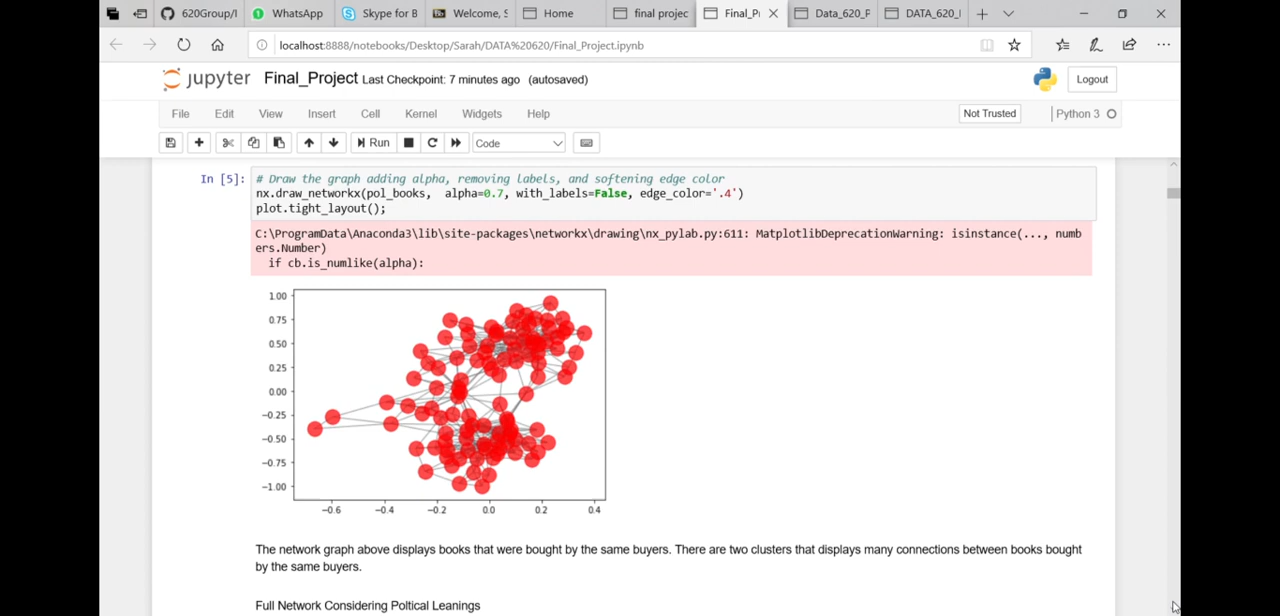 620Group/I WhatsApp Skype for B Welcome, S Home final projec Final_P Data_620_F DATA_620_I
localhost:8888/notebooks/Desktop/Sarah/DATA%20620/Final_Project.ipynb
jupyter Final_Project Last Checkpoint: 7 minutes ago (autosaved) Logout
File Edit View Insert Cell Kernel Widgets Help Not Trusted Python 3
Run Code
In [5]: # Draw the graph adding alpha, removing labels, and softening edge color
nx.draw_networkx(pol_books, alpha=0.7, with_labels=False, edge_color='.4')
plot.tight_layout();
C:\ProgramData\Anaconda3\lib\site-packages\networkx\drawing\nx_pylab.py:611: MatplotlibDeprecationWarning: isinstance(..., numb
ers.Number)
if cb.is_numlike(alpha):
1.00
0.75
0.50
0.25
0.00
−0.25
−0.50
−0.75
−1.00
−0.6 −0.4 −0.2 0.0 0.2 0.4
The network graph above displays books that were bought by the same buyers. There are two clusters that displays many connections between books bought
by the same buyers.
Full Network Considering Poltical Leanings